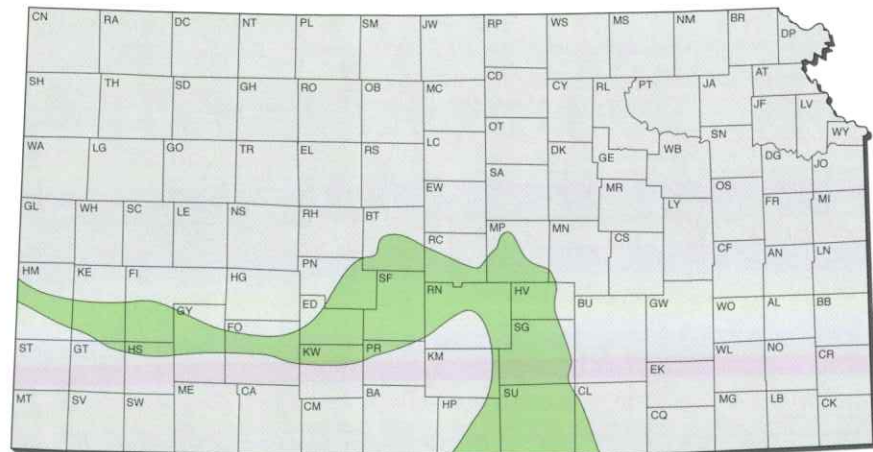 CN RA DC NT PL SM JW RP WS MS NM BR DP
SH TH SD GH RO OB MC CD CY RL PT JA AT
OT JF LV
WA LG GO TR EL RS LC DK GE WB SN DG WY JO
SA
EW MR OS
GL WH SC LE NS RH BT LY FR MI
RC MP MN CS CF AN LN
HM KE FI HG PN SF
GY FO ED RN HV BU GW WO AL BB
SG
ST GT HS KW PR KM EK WL NO CR
MT SV SW ME CA CM BA HP SU CL CQ MG LB CK